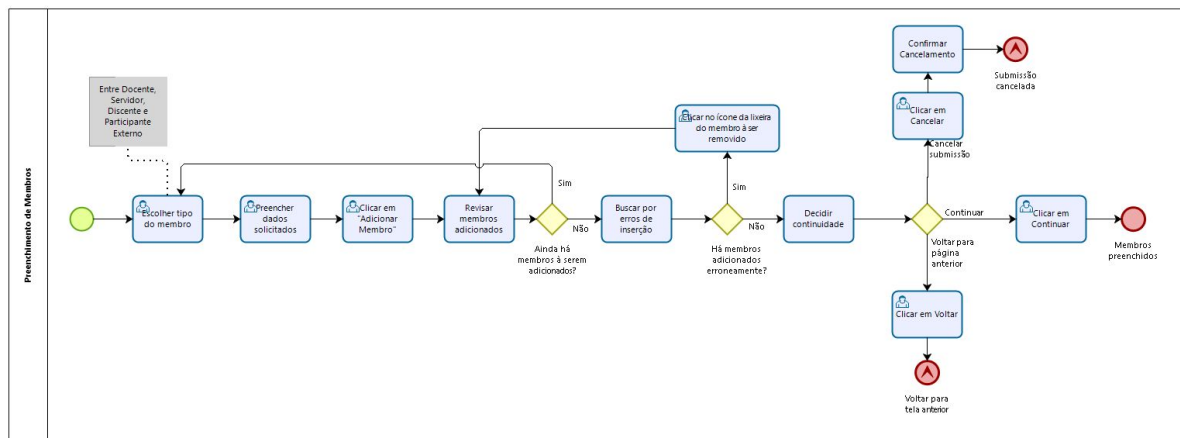 Preenchimento de Membros
Entre Docente,
Servidor,
Discente e
Participante
Externo
Escolher tipo
do membro
Preencher
dados
solicitados
Clicar em
"Adicionar
Membro"
Revisar
membros
adicionados
Sim
Não
Ainda há
membros à serem
adicionados?
Buscar por
erros de
inserção
Clicar no ícone da lixeira
do membro à ser
removido
Sim
Não
Há membros
adicionados
erroneamente?
Decidir
continuidade
Confirmar
Cancelamento
Submissão
cancelada
Clicar em
Cancelar
Cancelar
submissão
Continuar
Clicar em
Continuar
Membros
preenchidos
Voltar para
página
anterior
Clicar em Voltar
Voltar para
tela anterior